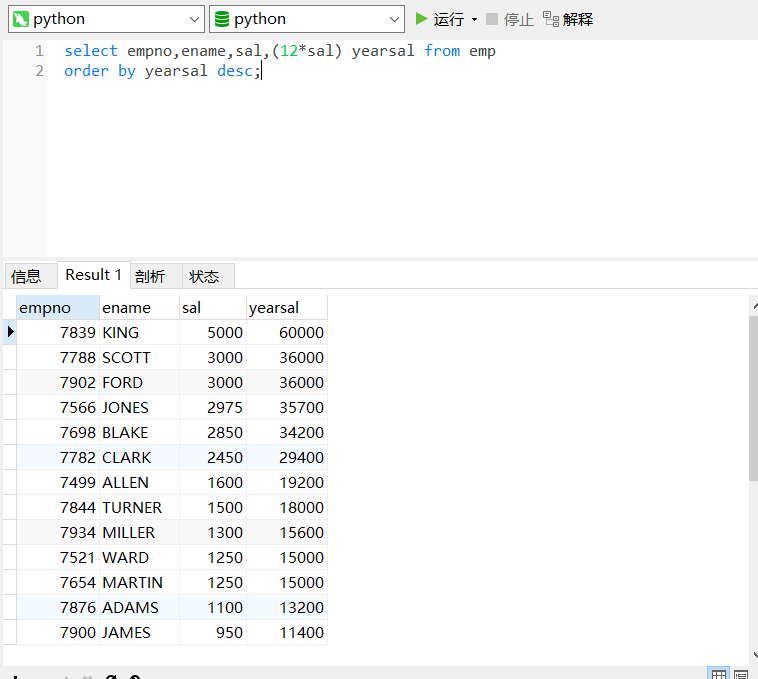 python python 运行 停止 解释
1 select empno,ename,sal,(12*sal) yearsal from emp
2 order by yearsal desc;
信息 Result 1 剖析 状态
empno ename sal yearsal
7839 KING 5000 60000
7788 SCOTT 3000 36000
7902 FORD 3000 36000
7566 JONES 2975 35700
7698 BLAKE 2850 34200
7782 CLARK 2450 29400
7499 ALLEN 1600 19200
7844 TURNER 1500 18000
7934 MILLER 1300 15600
7521 WARD 1250 15000
7654 MARTIN 1250 15000
7876 ADAMS 1100 13200
7900 JAMES 950 11400